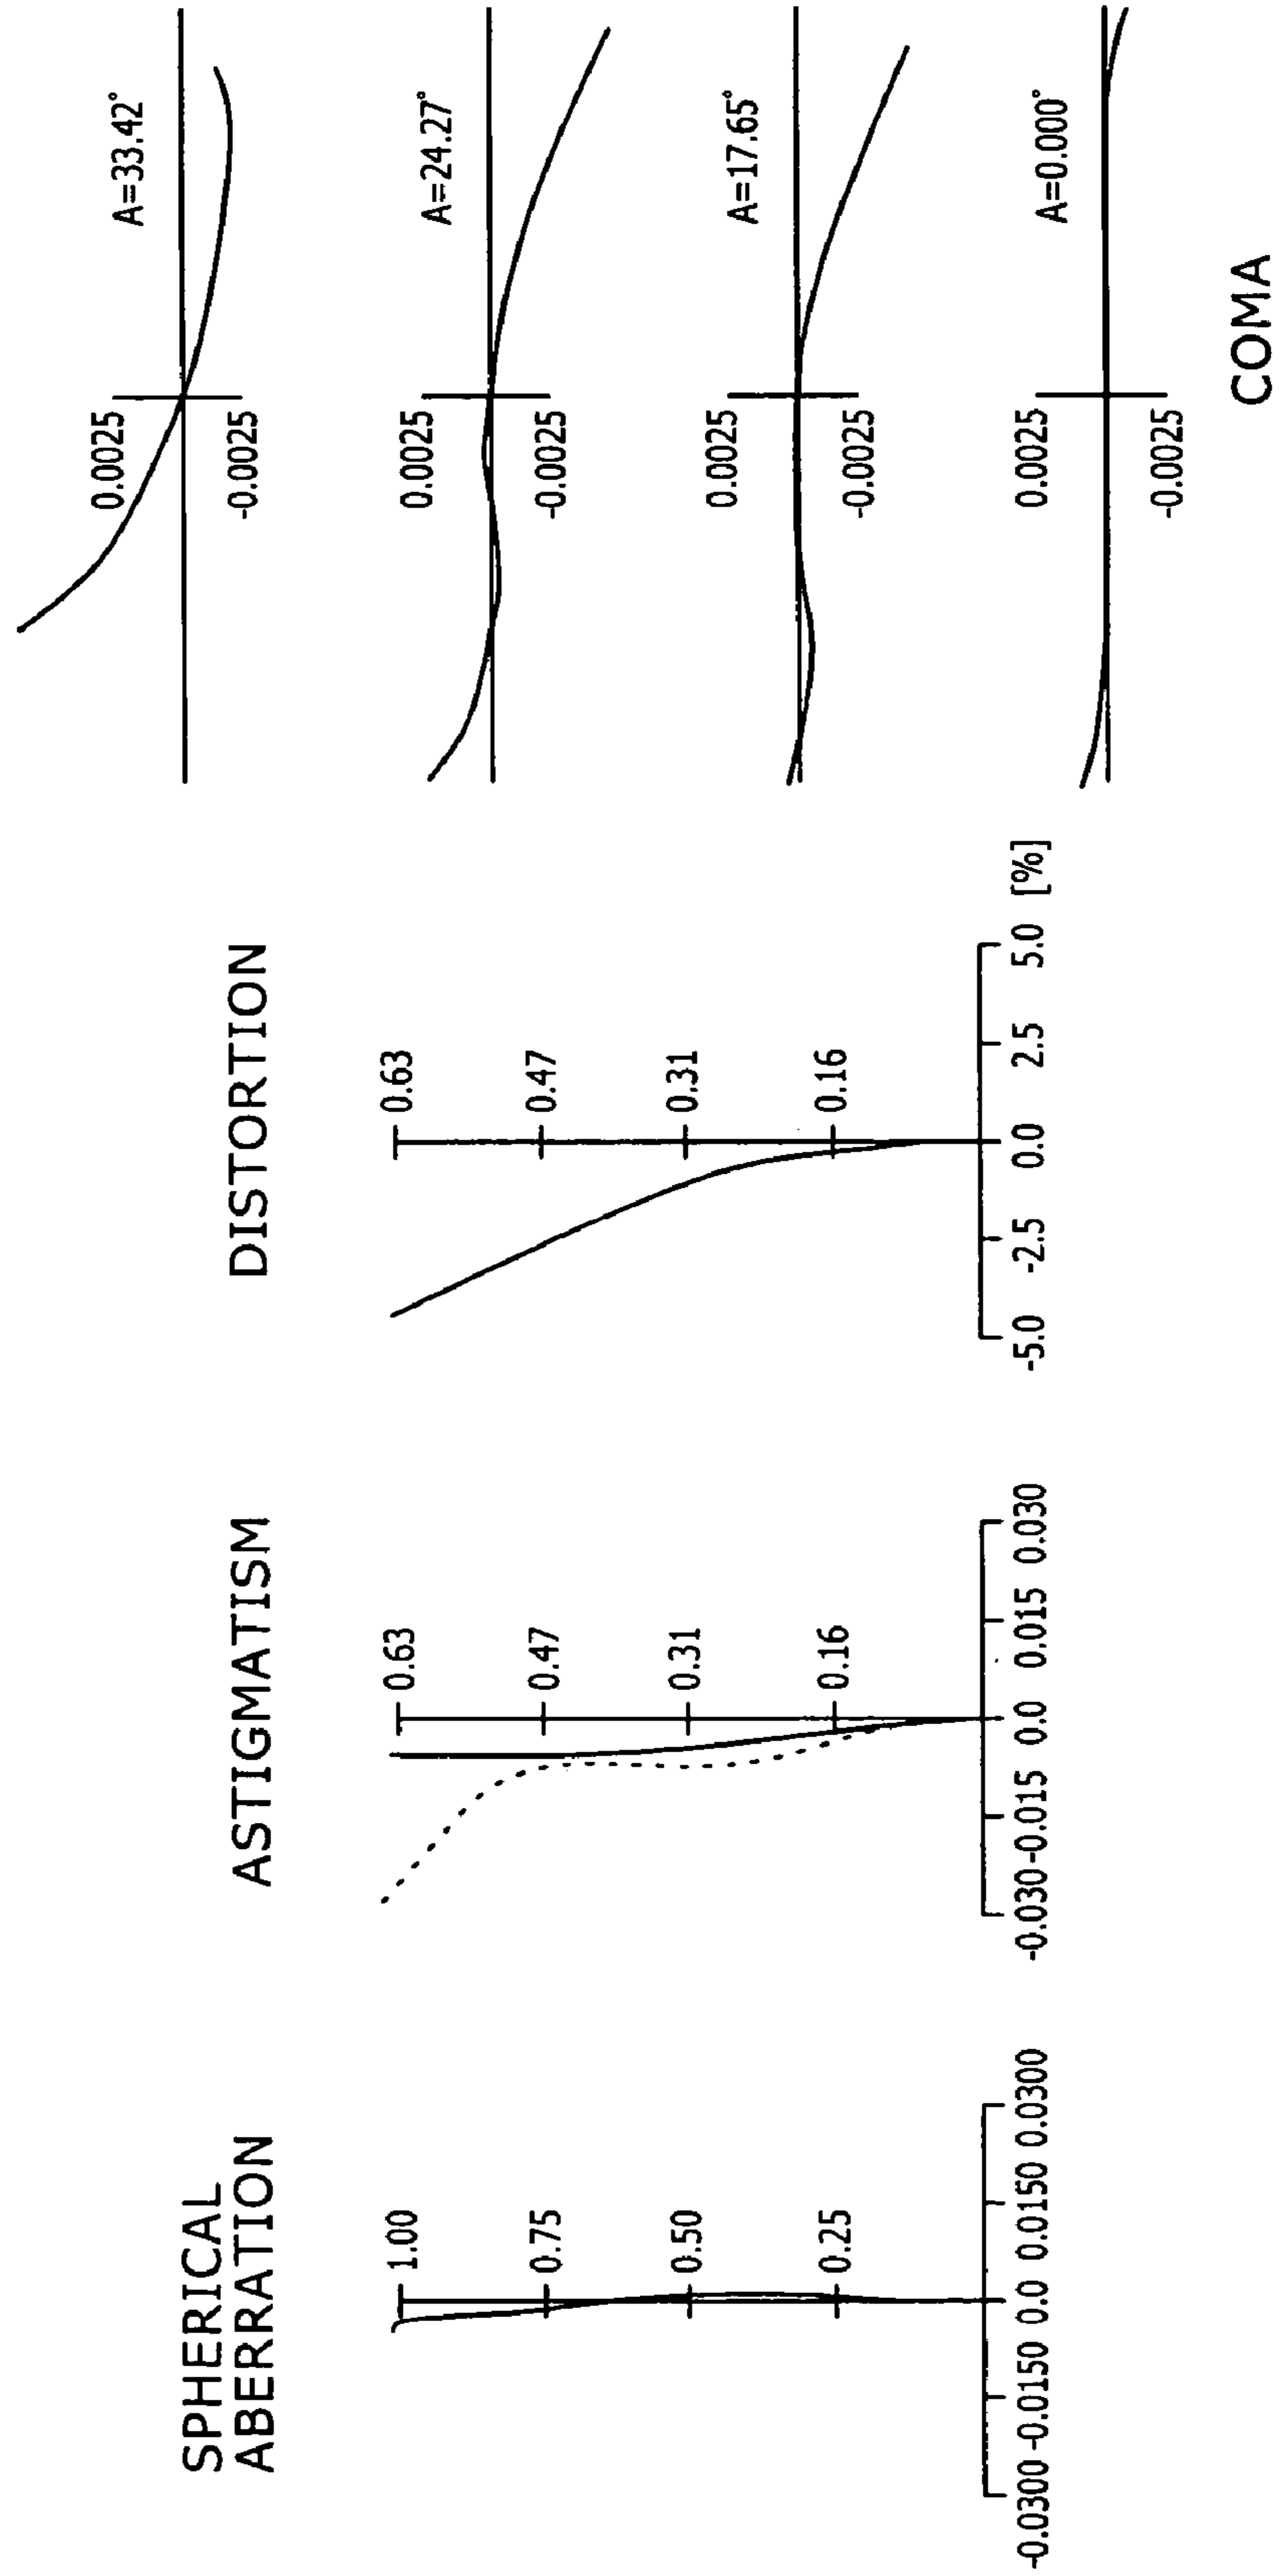 SPHERICAL
ABERRATION
1.00
0.75
0.50
0.25
-0.0300 -0.0150 0.0 0.0150 0.0300
ASTIGMATISM
0.63
0.47
0.31
0.16
-0.030 -0.015 0.0 0.015 0.030
DISTORTION
0.63
0.47
0.31
0.16
-5.0 -2.5 0.0 2.5 5.0 [%]
A=33.42°
0.0025
-0.0025
A=24.27°
0.0025
-0.0025
A=17.65°
0.0025
-0.0025
A=0.000°
0.0025
-0.0025
COMA